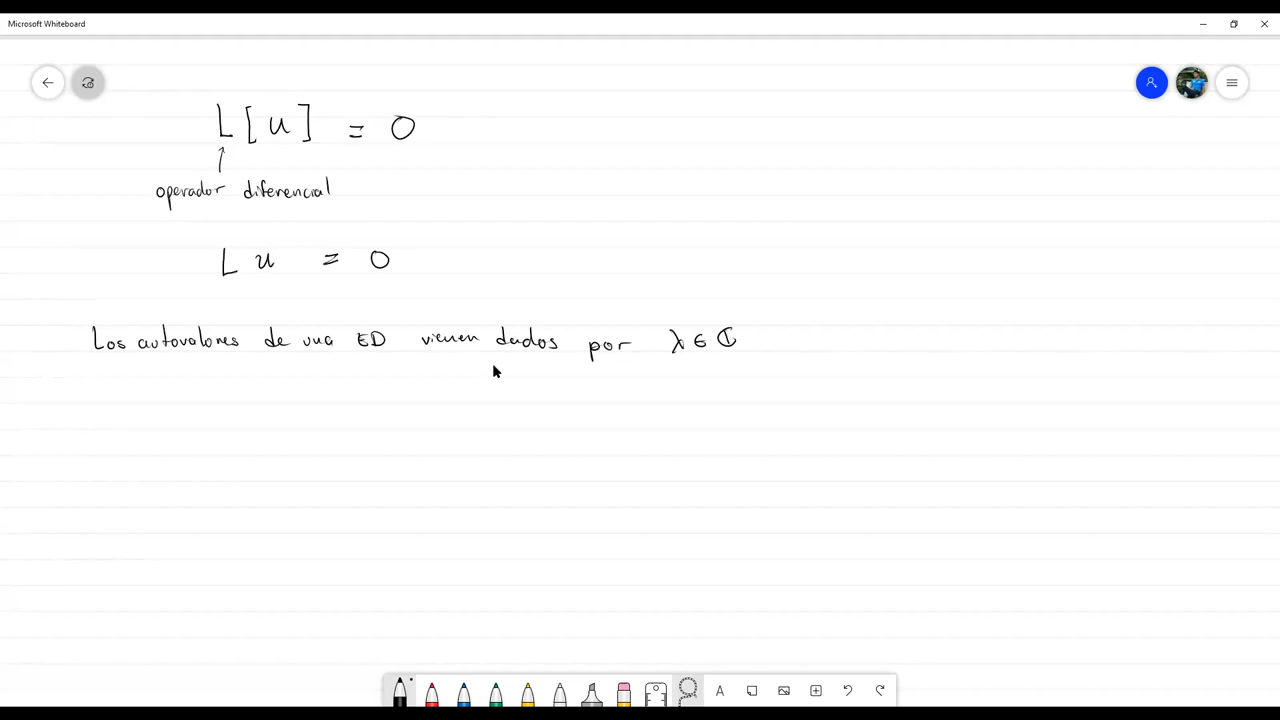 Microsoft Whiteboard
L [ u ] = 0
operador diferencial
L u = 0
Los autovalores de una ED vienen dados por λ ∈ ℂ
A